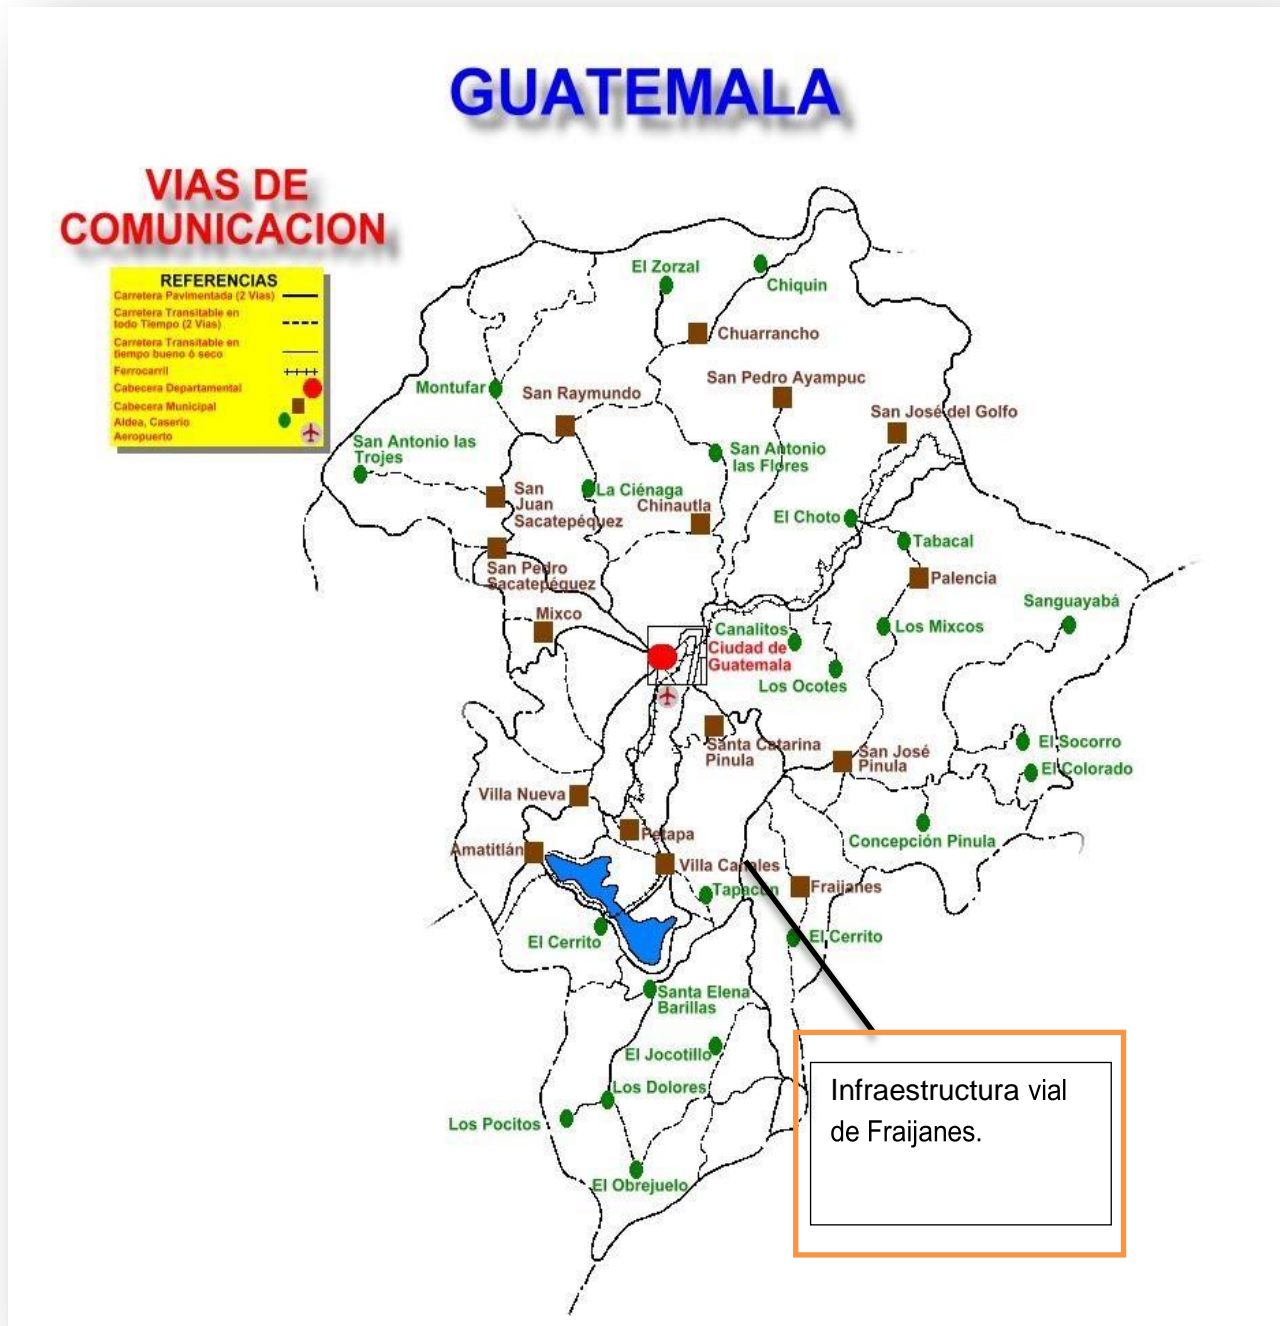 GUATEMALA
VIAS DE
COMUNICACION
REFERENCIAS
Carretera Pavimentada (2 Vias)
Carretera Transitable en
todo Tiempo (2 Vias)
Carretera Transitable en
tiempo bueno ó seco
Ferrocarril
Cabecera Departamental
Cabecera Municipal
Aldea, Caserio
Aeropuerto
El Zorzal
Chiquin
Chuarrancho
San Pedro Ayampuc
Montufar
San Raymundo
San José del Golfo
San Antonio las
Trojes
San Antonio
las Flores
San
Juan
Sacatepéquez
La Ciénaga
Chinautla
El Choto
Tabacal
San Pedro
Sacatepéquez
Palencia
Mixco
Sanguayabá
Canalitos
Los Mixcos
Ciudad de
Guatemala
Los Ocotes
Santa Catarina
Pinula
San José
Pinula
El Socorro
El Colorado
Villa Nueva
Petapa
Concepción Pinula
Amatitlán
Villa Canales
Fraijanes
Tapacún
El Cerrito
El Cerrito
Santa Elena
Barillas
El Jocotillo
Los Dolores
Los Pocitos
El Obrejuelo
Infraestructura vial
de Fraijanes.